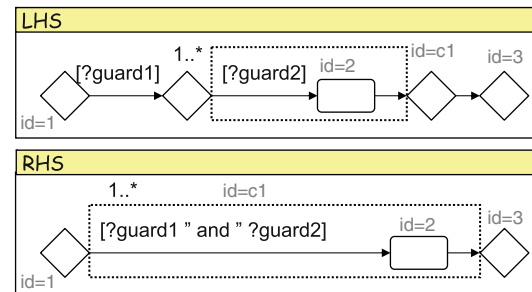 LHS
1..*
[?guard1]
[?guard2]
id=2
id=c1
id=3
id=1
RHS
1..*
id=c1
[?guard1 ” and ” ?guard2]
id=2
id=3
id=1